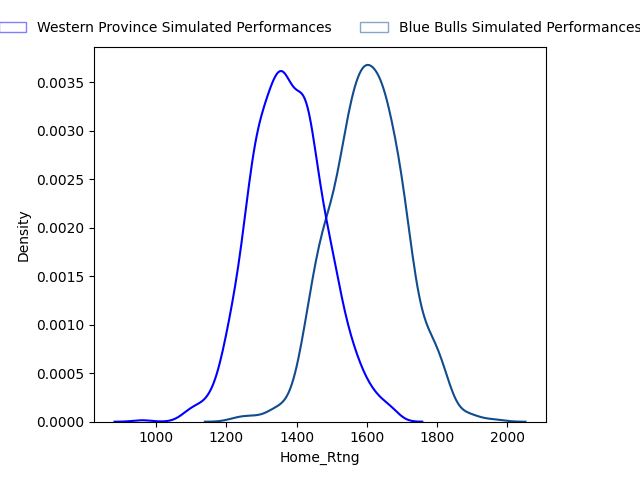 Western Province Simulated Performances Blue Bulls Simulated Performances
0.0035
0.0030
0.0025
0.0020
0.0015
0.0010
0.0005
0.0000
Density
1000 1200 1400 1600 1800 2000
Home_Rtng